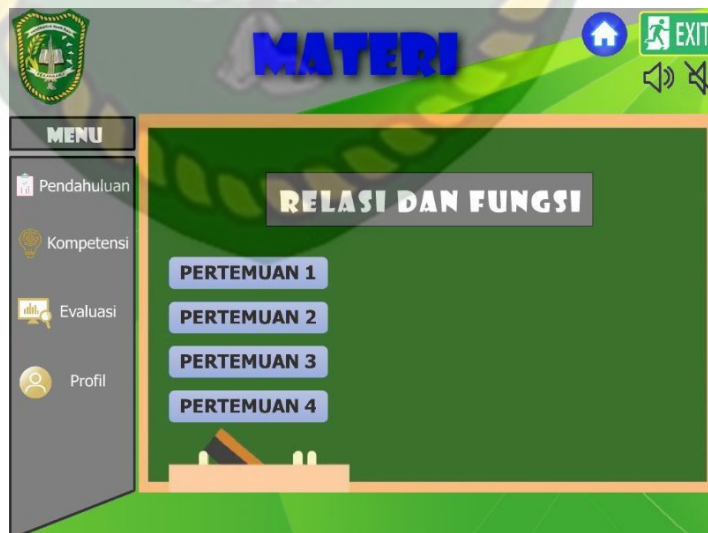 MATERI
EXIT
MENU
Pendahuluan
Kompetensi
Evaluasi
Profil
RELASI DAN FUNGSI
PERTEMUAN 1
PERTEMUAN 2
PERTEMUAN 3
PERTEMUAN 4